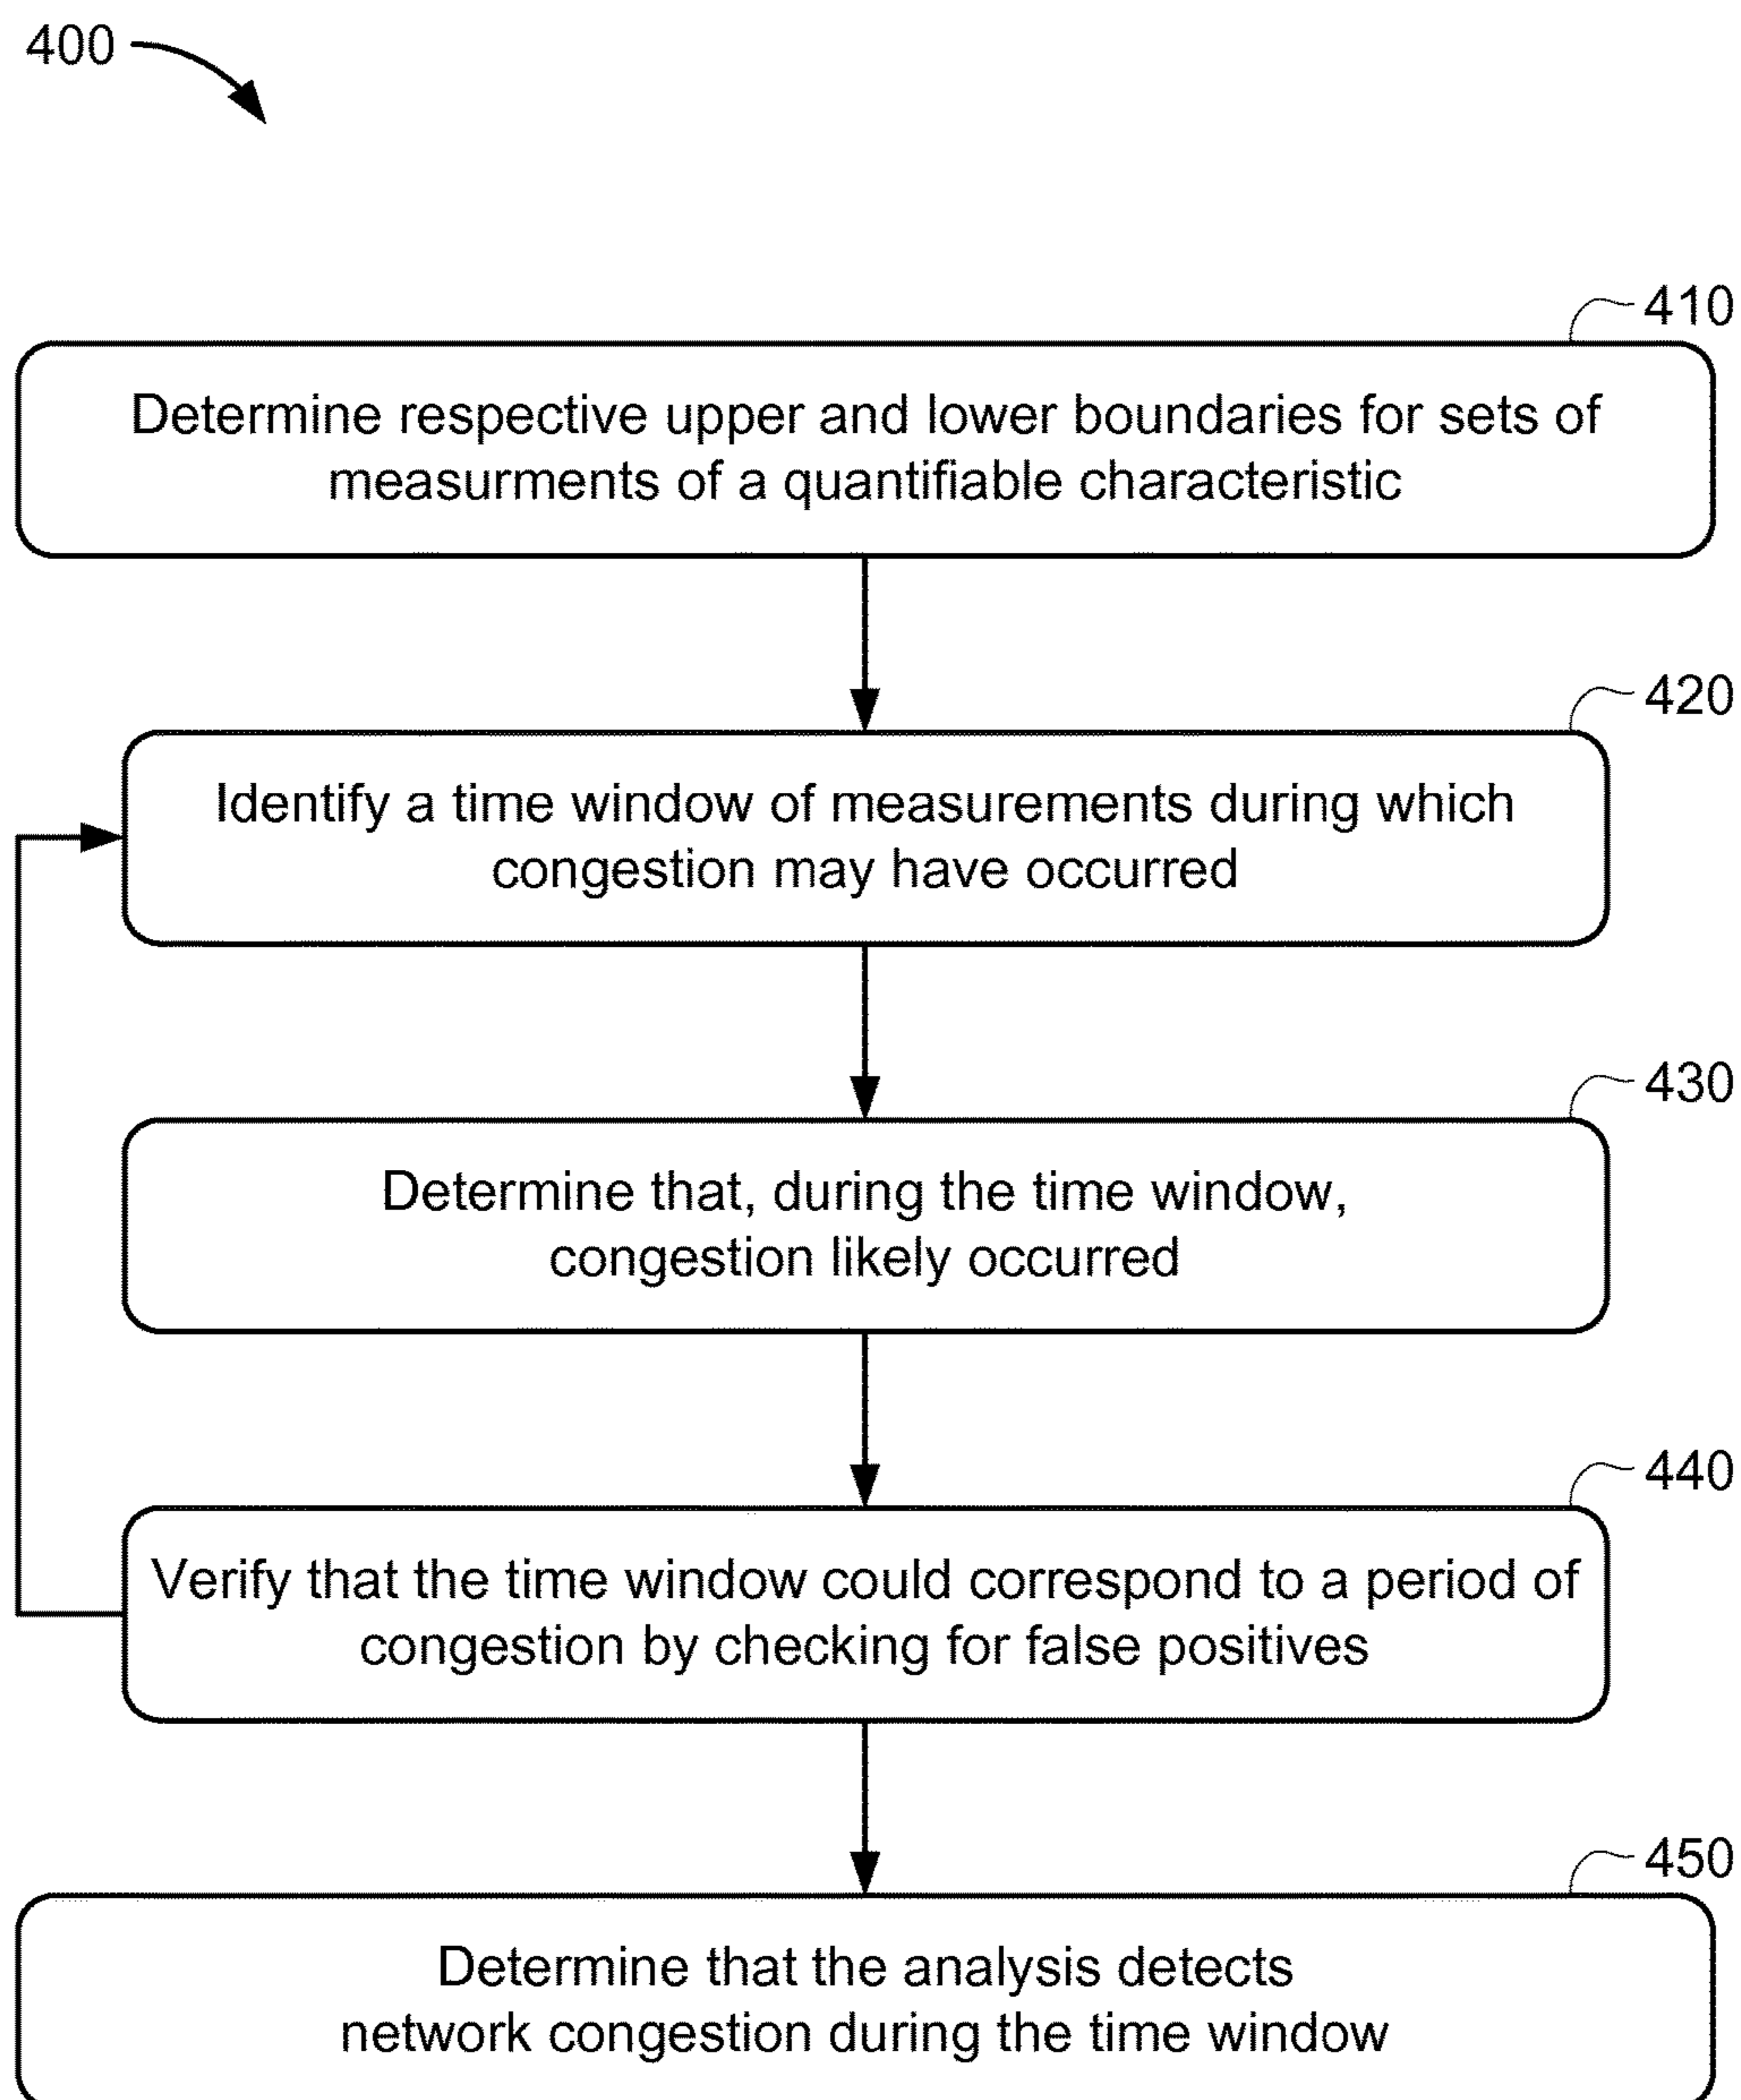 400
410
Determine respective upper and lower boundaries for sets of
measurments of a quantifiable characteristic
420
Identify a time window of measurements during which
congestion may have occurred
430
Determine that, during the time window,
congestion likely occurred
440
Verify that the time window could correspond to a period of
congestion by checking for false positives
450
Determine that the analysis detects
network congestion during the time window